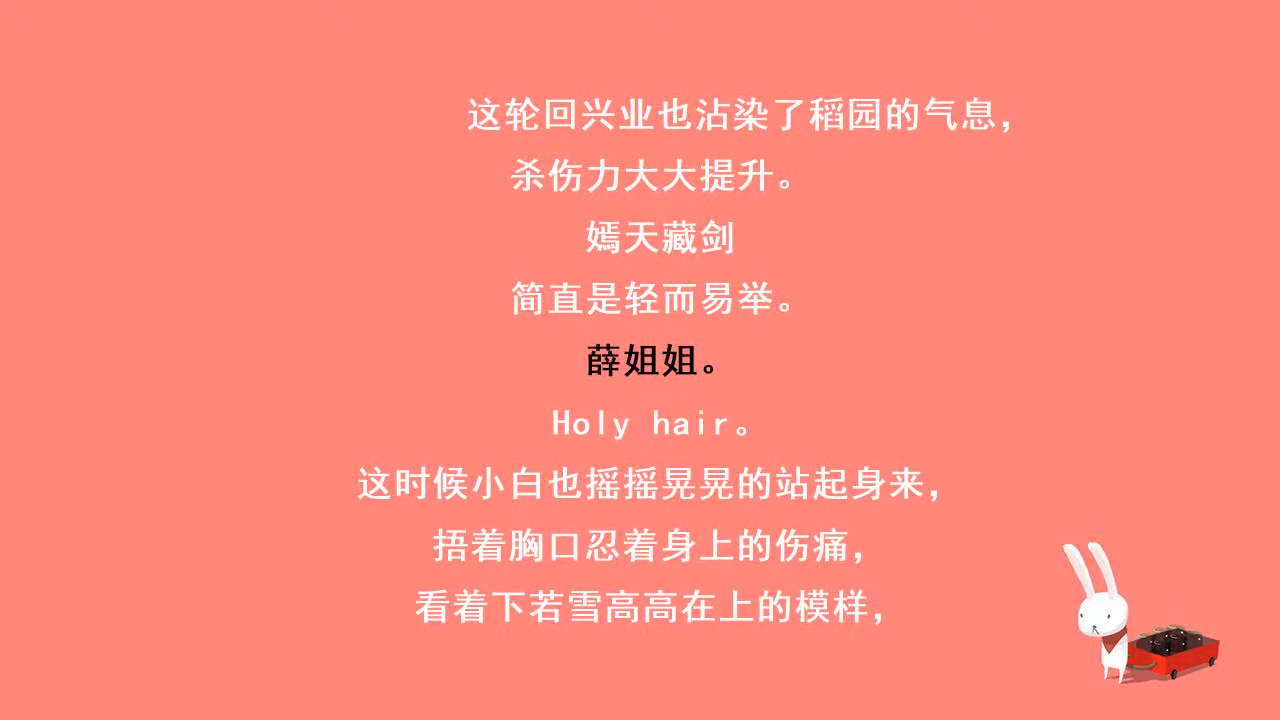 这轮回兴业也沾染了稻园的气息，
杀伤力大大提升。
嫣天藏剑
简直是轻而易举。
薛姐姐。
Holy hair。
这时候小白也摇摇晃晃的站起身来，
捂着胸口忍着身上的伤痛，
看着下若雪高高在上的模样，